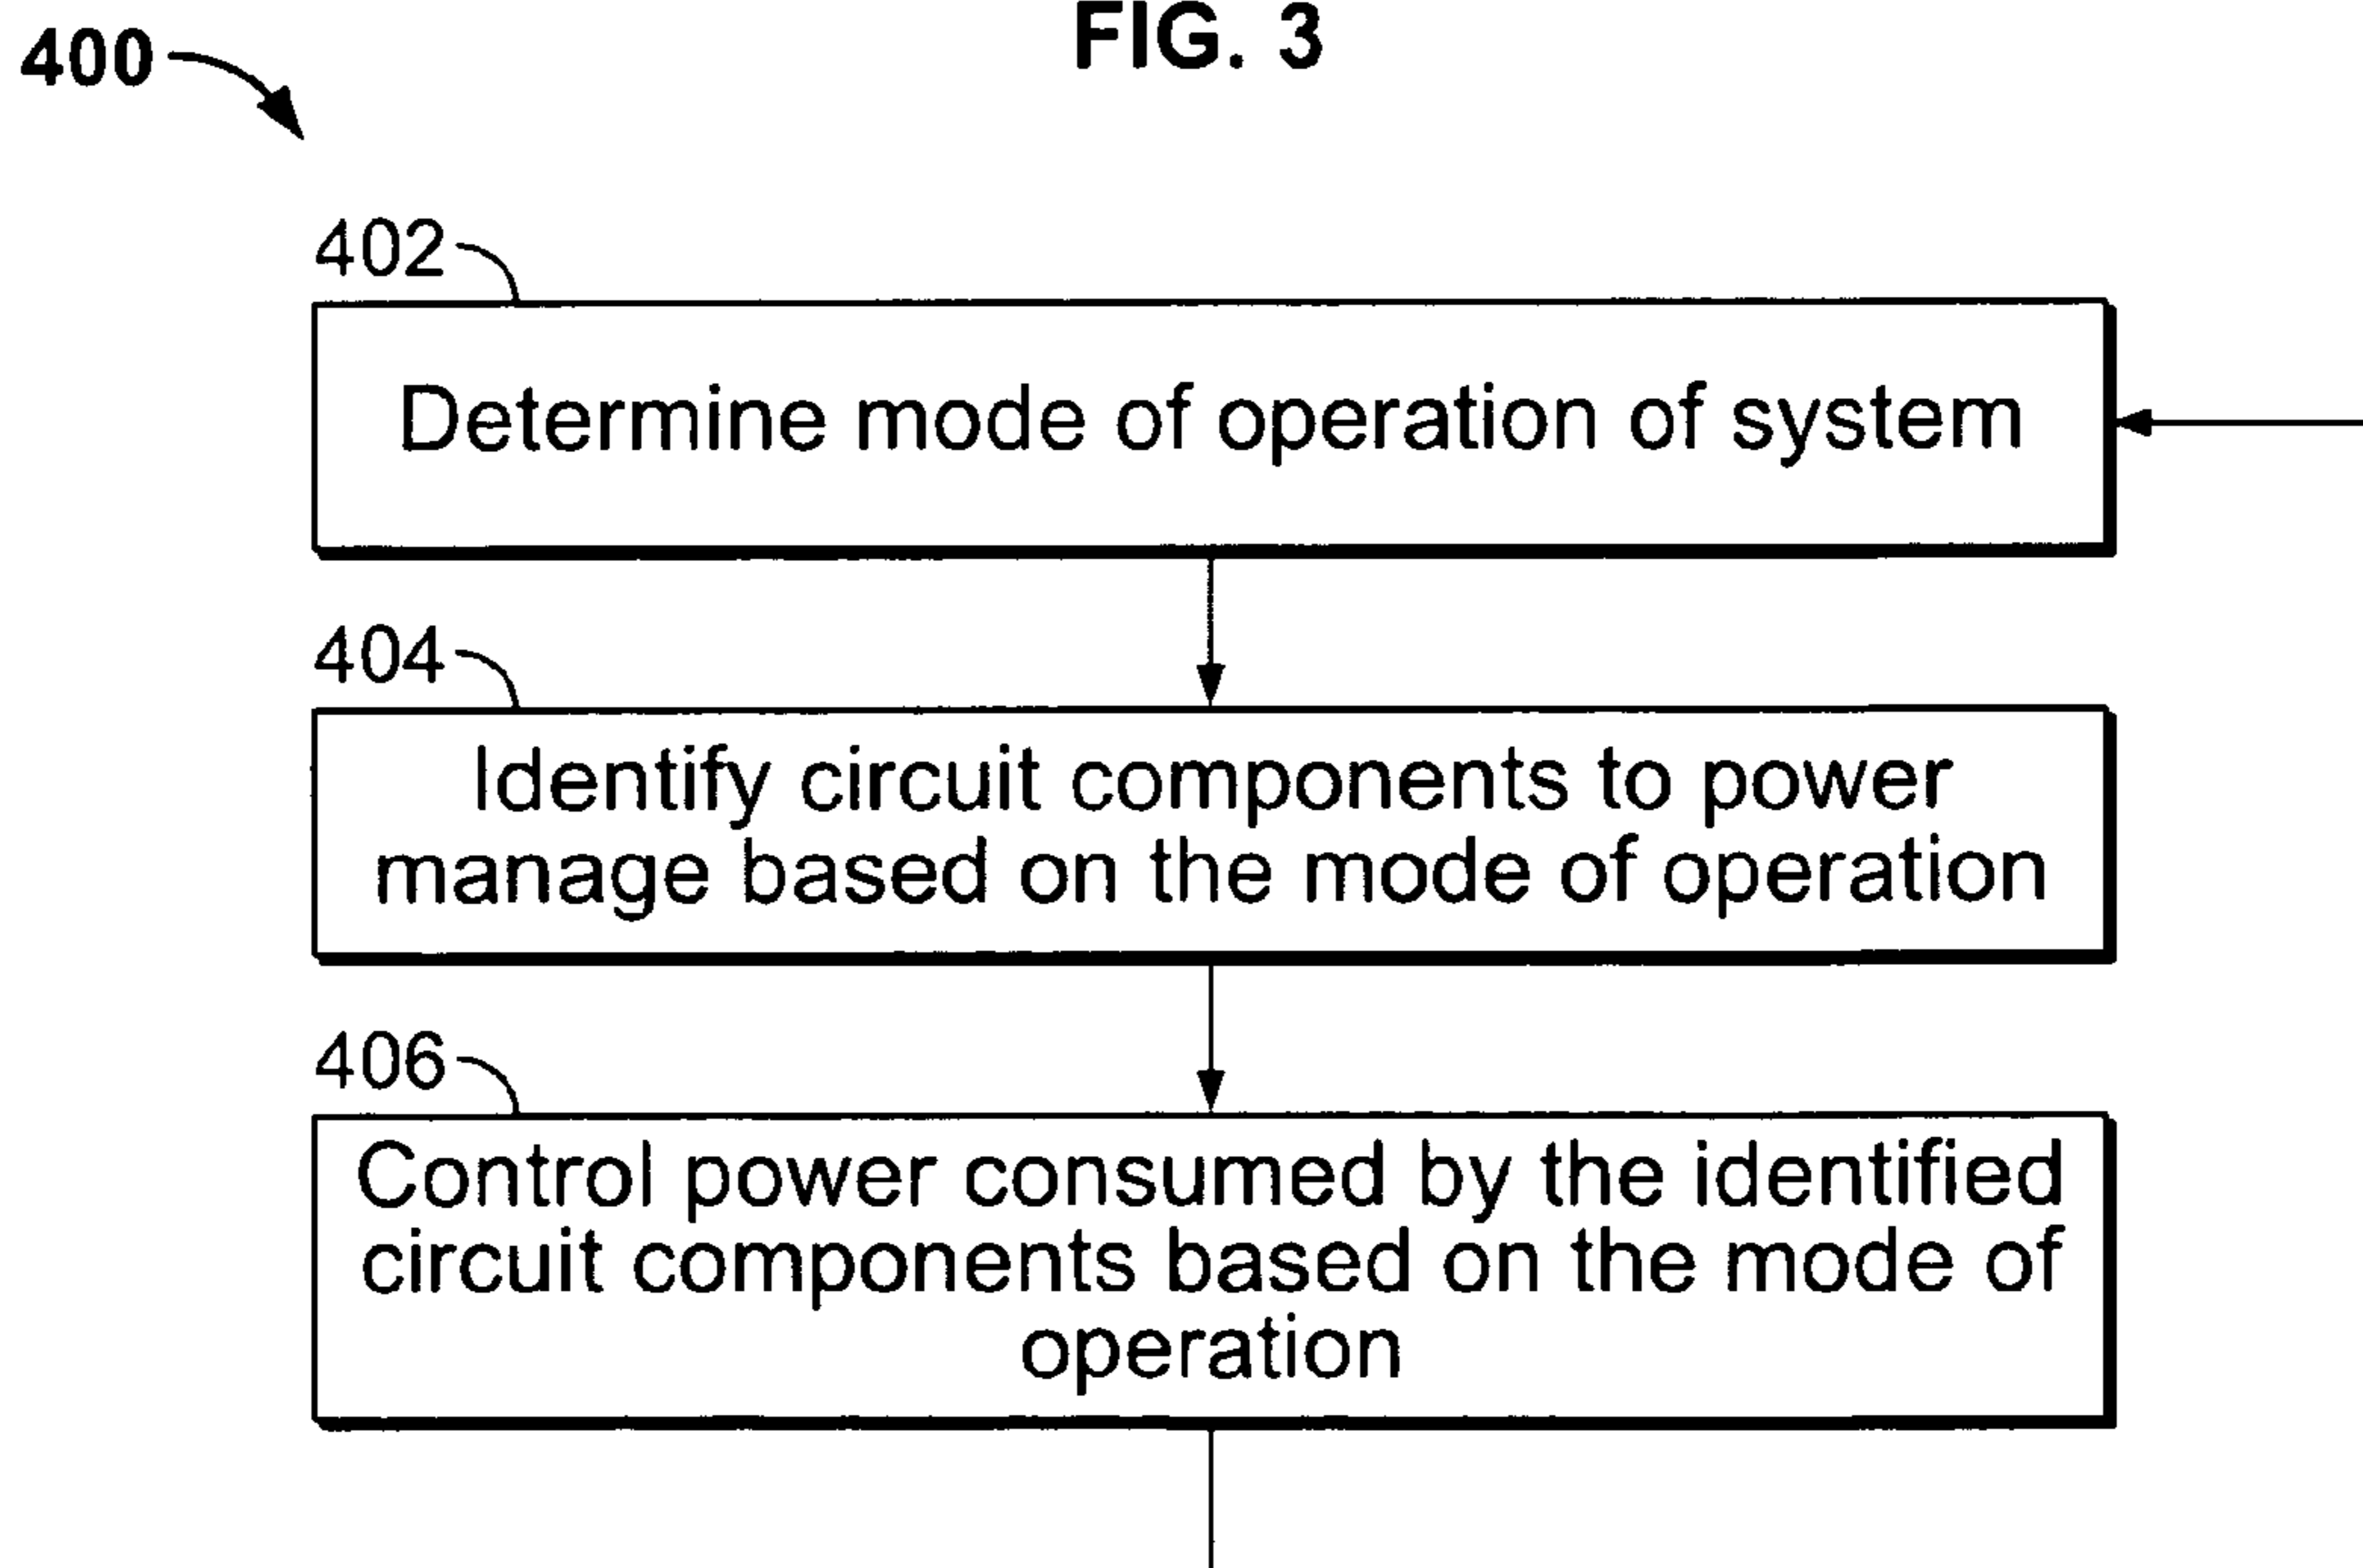 FIG. 3
400
402
Determine mode of operation of system
404
Identify circuit components to power
manage based on the mode of operation
406
Control power consumed by the identified
circuit components based on the mode of
operation